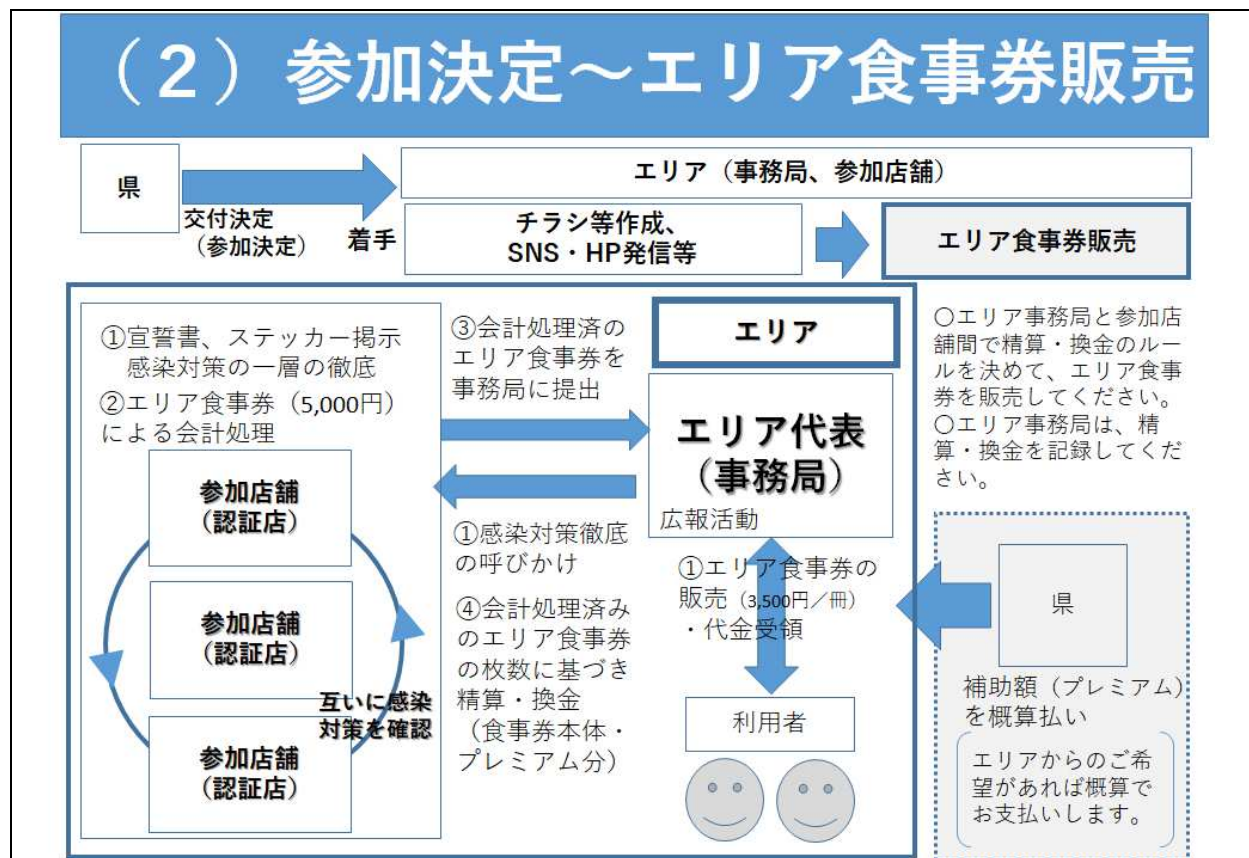 （２）参加決定～エリア食事券販売
県
交付決定
（参加決定）
着手
エリア（事務局、参加店舗）
チラシ等作成、
SNS・HP発信等
エリア食事券販売
①宣誓書、ステッカー掲示
感染対策の一層の徹底
②エリア食事券（5,000円）
による会計処理
参加店舗
（認証店）
参加店舗
（認証店）
互いに感染
対策を確認
参加店舗
（認証店）
③会計処理済の
エリア食事券を
事務局に提出
①感染対策徹底
の呼びかけ
④会計処理済み
のエリア食事券
の枚数に基づき
精算・換金
（食事券本体・
プレミアム分）
エリア
エリア代表
（事務局）
広報活動
①エリア食事券の
販売（3,500円／冊）
・代金受領
利用者
〇エリア事務局と参加店
舗間で精算・換金のルー
ルを決めて、エリア食事
券を販売してください。
〇エリア事務局は、精
算・換金を記録してくだ
さい。
県
補助額（プレミアム）
を概算払い
エリアからのご希
望があれば概算で
お支払いします。